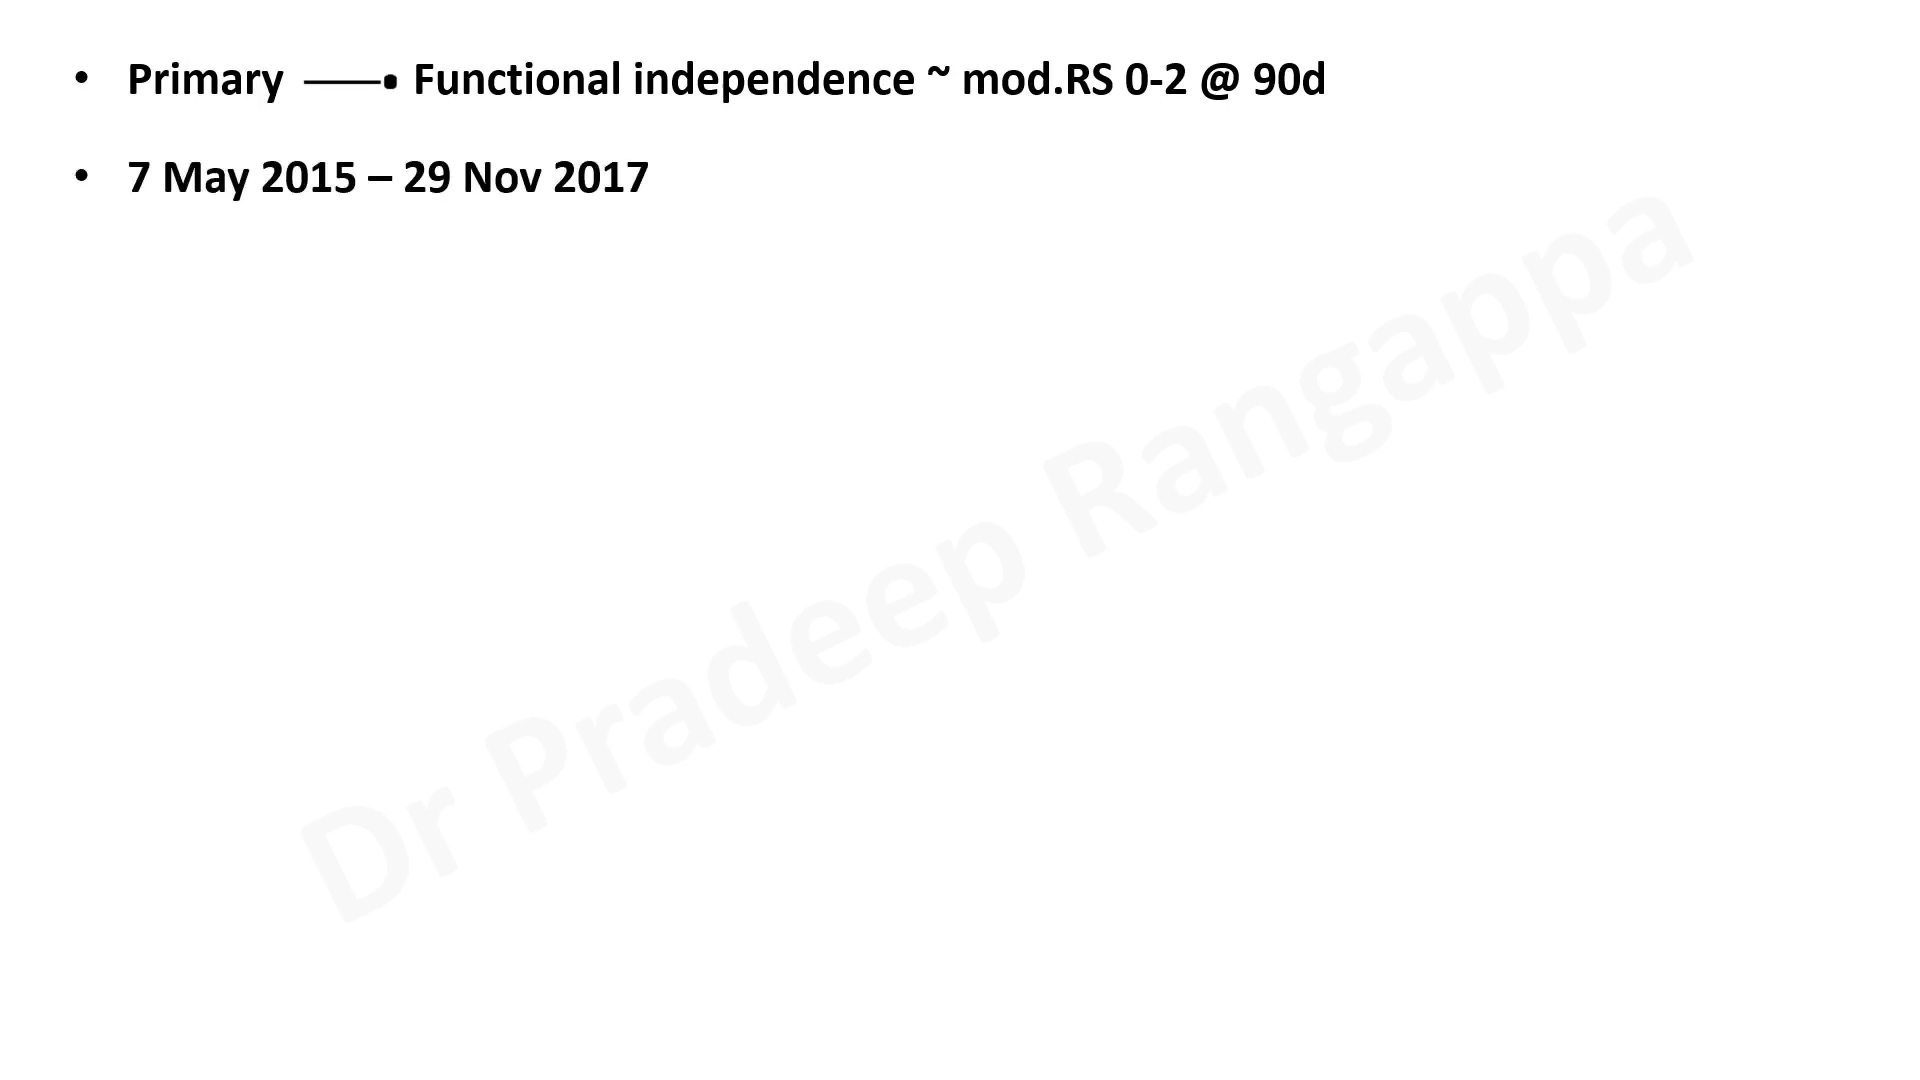 • Primary ——• Functional independence ~ mod.RS 0-2 @ 90d
• 7 May 2015 – 29 Nov 2017
Dr Pradeep Rangappa